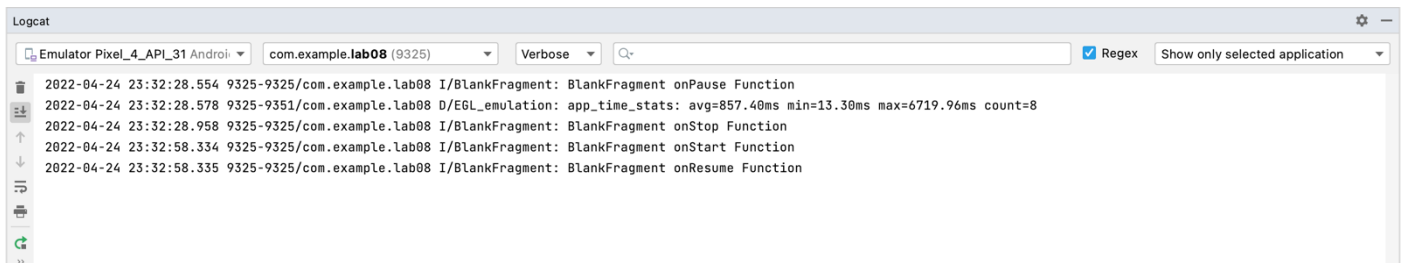 Logcat
Emulator Pixel_4_API_31 Androi com.example.lab08 (9325) Verbose Regex Show only selected application
2022-04-24 23:32:28.554 9325-9325/com.example.lab08 I/BlankFragment: BlankFragment onPause Function
2022-04-24 23:32:28.578 9325-9351/com.example.lab08 D/EGL_emulation: app_time_stats: avg=857.40ms min=13.30ms max=6719.96ms count=8
2022-04-24 23:32:28.958 9325-9325/com.example.lab08 I/BlankFragment: BlankFragment onStop Function
2022-04-24 23:32:58.334 9325-9325/com.example.lab08 I/BlankFragment: BlankFragment onStart Function
2022-04-24 23:32:58.335 9325-9325/com.example.lab08 I/BlankFragment: BlankFragment onResume Function